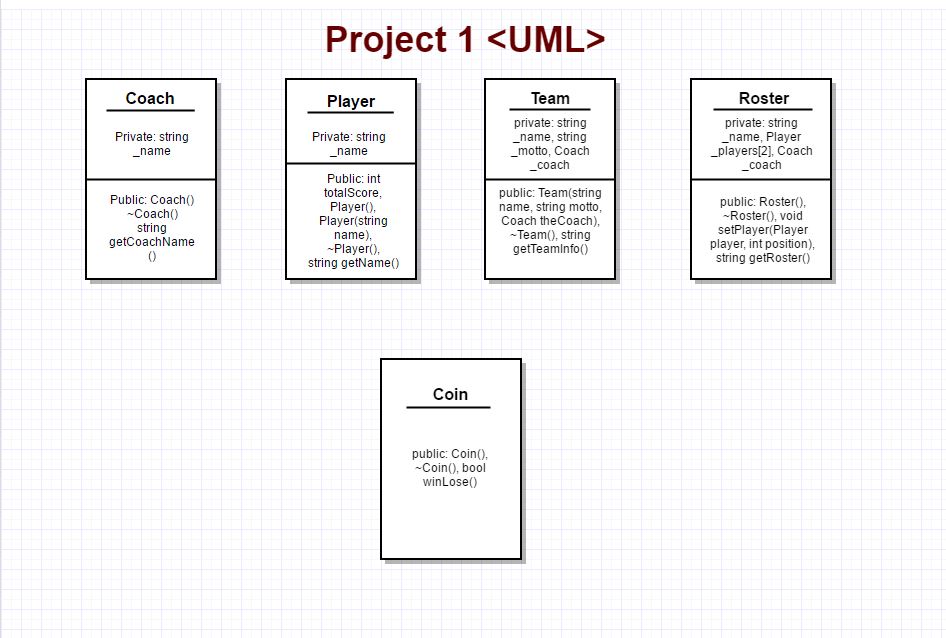 Project 1 <UML>
Coach
Private: string
_name
Public: Coach()
~Coach()
string
getCoachName
()
Player
Private: string
_name
Public: int
totalScore,
Player(),
Player(string
name),
~Player(),
string getName()
Team
private: string
_name, string
_motto, Coach
_coach
public: Team(string
name, string motto,
Coach theCoach),
~Team(), string
getTeamInfo()
Roster
private: string
_name, Player
_players[2], Coach
_coach
public: Roster(),
~Roster(), void
setPlayer(Player
player, int position),
string getRoster()
Coin
public: Coin(),
~Coin(), bool
winLose()